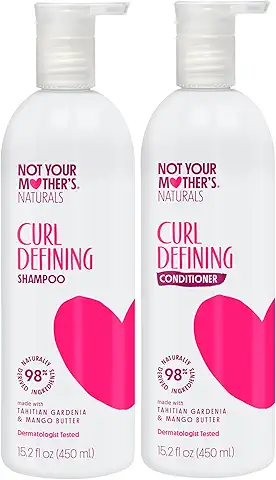 NOT YOUR
MOTHER'S.
NATURALS
CURL
DEFINING
SHAMPOO
NATURALLY
98%
DERIVED INGREDIENTS
made with
TAHITIAN GARDENIA
& MANGO BUTTER
Dermatologist Tested
15.2 fl oz (450 mL)
NOT YOUR
MOTHER'S.
NATURALS
CURL
DEFINING
CONDITIONER
NATURALLY
98%
DERIVED INGREDIENTS
made with
TAHITIAN GARDENIA
& MANGO BUTTER
Dermatologist Tested
15.2 fl oz (450 mL)